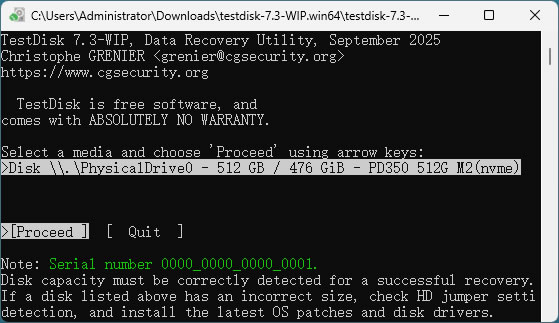 C:\Users\Administrator\Downloads\testdisk-7.3-WIP.win64\testdisk-7.3-...
TestDisk 7.3-WIP, Data Recovery Utility, September 2025
Christophe GRENIER <grenier@cgsecurity.org>
https://www.cgsecurity.org
TestDisk is free software, and
comes with ABSOLUTELY NO WARRANTY.
Select a media and choose 'Proceed' using arrow keys:
>Disk \\.\PhysicalDrive0 - 512 GB / 476 GiB - PD350 512G M2(nvme)
>[Proceed ]  [  Quit  ]
Note: Serial number 0000_0000_0000_0001.
Disk capacity must be correctly detected for a successful recovery.
If a disk listed above has an incorrect size, check HD jumper setti
detection, and install the latest OS patches and disk drivers.